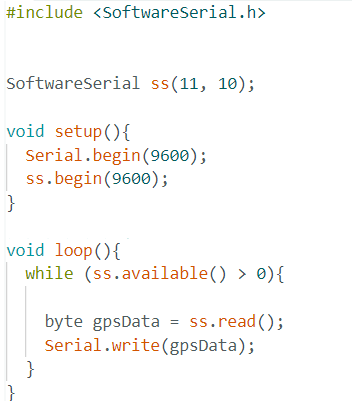 #include <SoftwareSerial.h>
SoftwareSerial ss(11, 10);
void setup(){
Serial.begin(9600);
ss.begin(9600);
}
void loop(){
while (ss.available() > 0){
byte gpsData = ss.read();
Serial.write(gpsData);
}
}